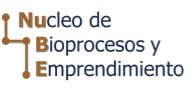 Nucleo de
Bioprocesos y
Emprendimiento